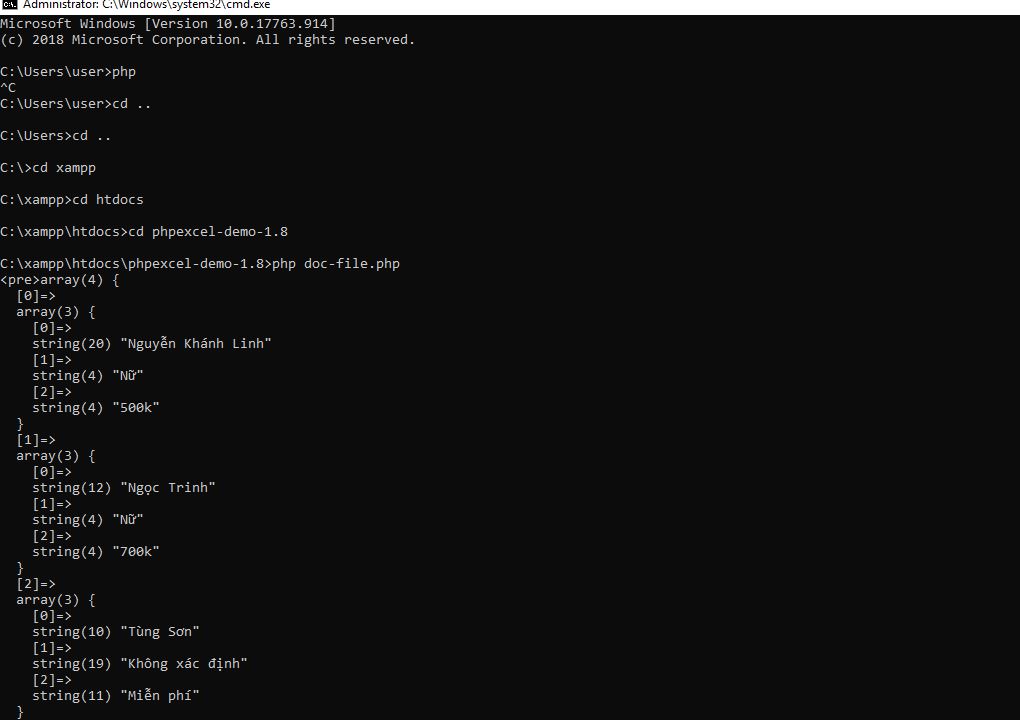 Administrator: C:\Windows\system32\cmd.exe
Microsoft Windows [Version 10.0.17763.914]
(c) 2018 Microsoft Corporation. All rights reserved.
C:\Users\user>php
^C
C:\Users\user>cd ..
C:\Users>cd ..
C:\>cd xampp
C:\xampp>cd htdocs
C:\xampp\htdocs>cd phpexcel-demo-1.8
C:\xampp\htdocs\phpexcel-demo-1.8>php doc-file.php
<pre>array(4) {
  [0]=>
  array(3) {
    [0]=>
    string(20) "Nguyễn Khánh Linh"
    [1]=>
    string(4) "Nữ"
    [2]=>
    string(4) "500k"
  }
  [1]=>
  array(3) {
    [0]=>
    string(12) "Ngọc Trinh"
    [1]=>
    string(4) "Nữ"
    [2]=>
    string(4) "700k"
  }
  [2]=>
  array(3) {
    [0]=>
    string(10) "Tùng Sơn"
    [1]=>
    string(19) "Không xác định"
    [2]=>
    string(11) "Miễn phí"
  }